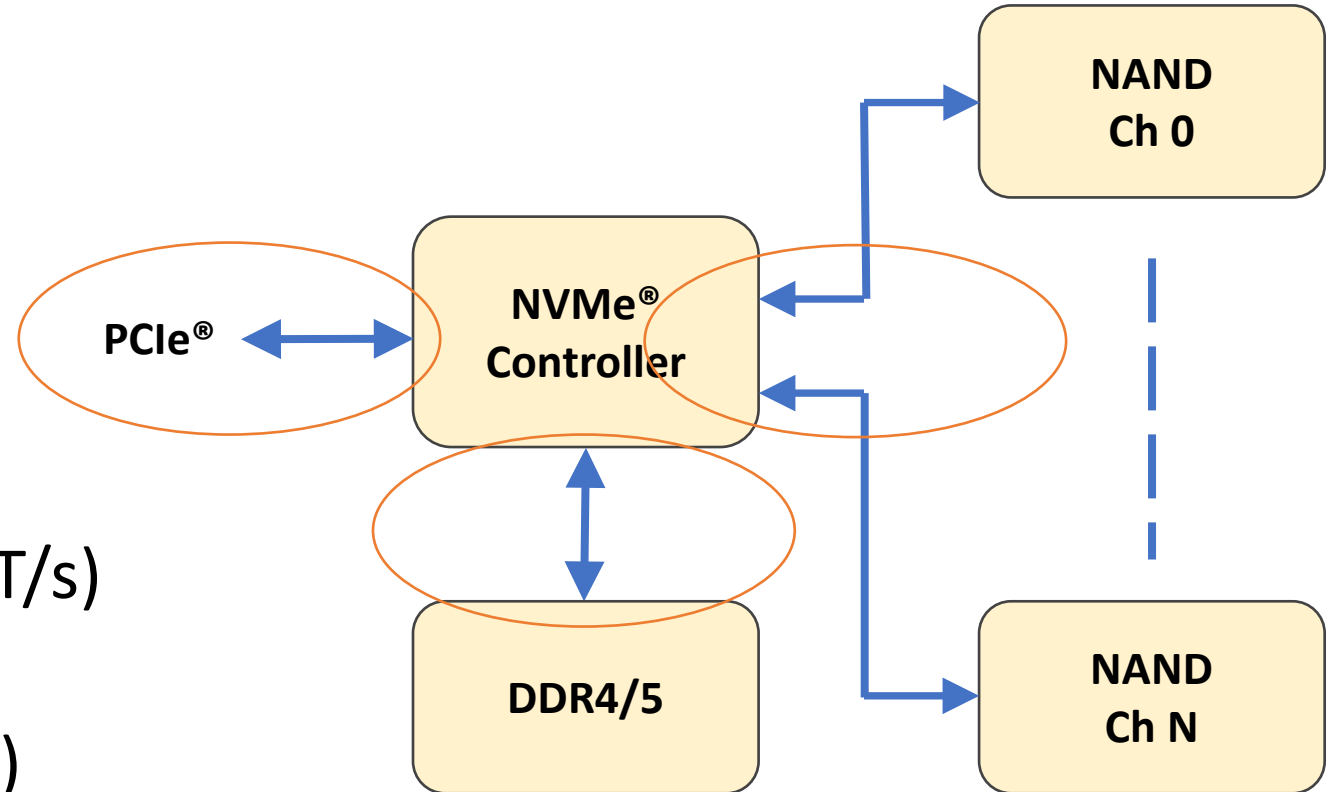 NAND
Ch 0
NVMe®
Controller
PCIe®
T/s)
DDR4/5
NAND
Ch N
)